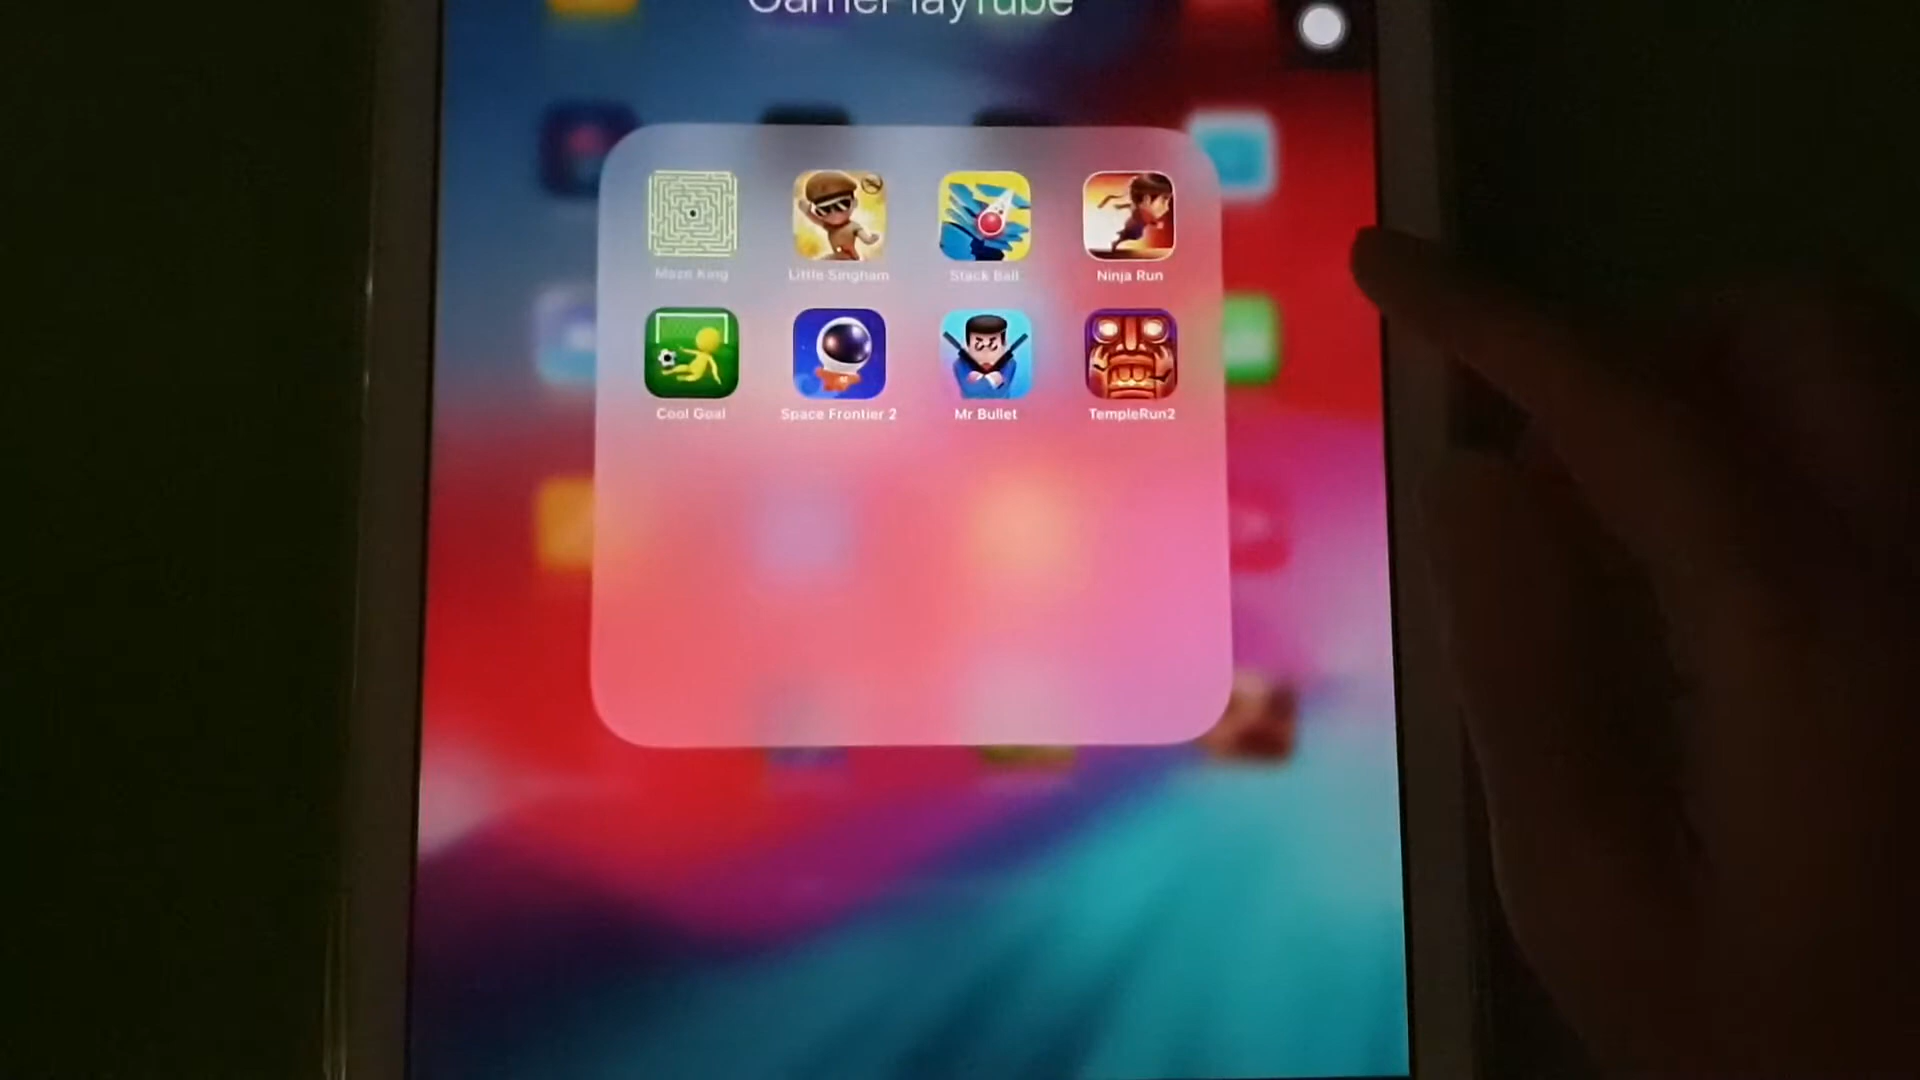 GamePlayTube
Maze King
Little Singham
Stack Ball
Ninja Run
Cool Goal
Space Frontier 2
Mr Bullet
TempleRun2